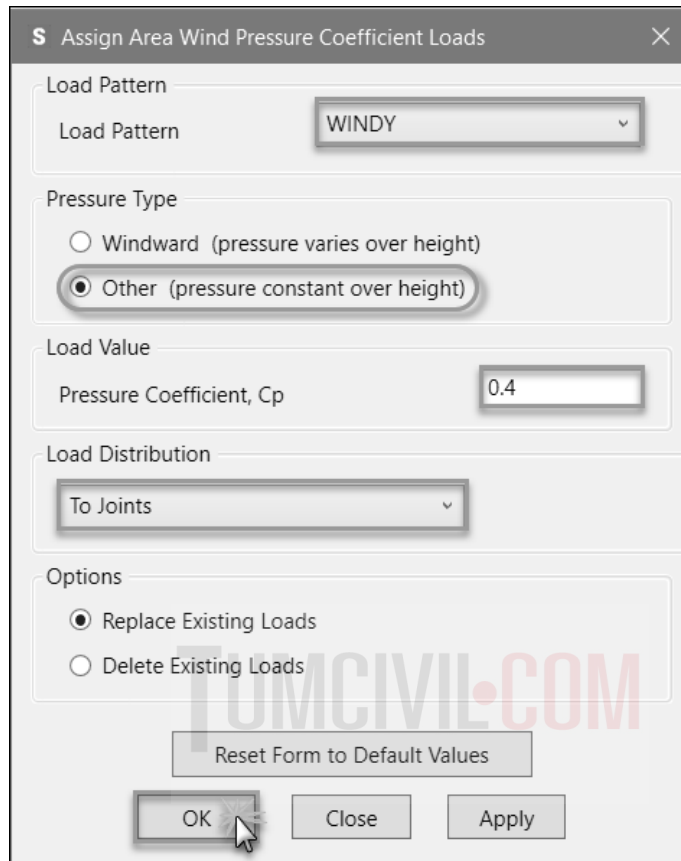 S Assign Area Wind Pressure Coefficient Loads
Load Pattern
Load Pattern WINDY
Pressure Type
Windward (pressure varies over height)
Other (pressure constant over height)
Load Value
Pressure Coefficient, Cp 0.4
Load Distribution
To Joints
Options
Replace Existing Loads
Delete Existing Loads
TUMCIVIL.COM
Reset Form to Default Values
OK Close Apply